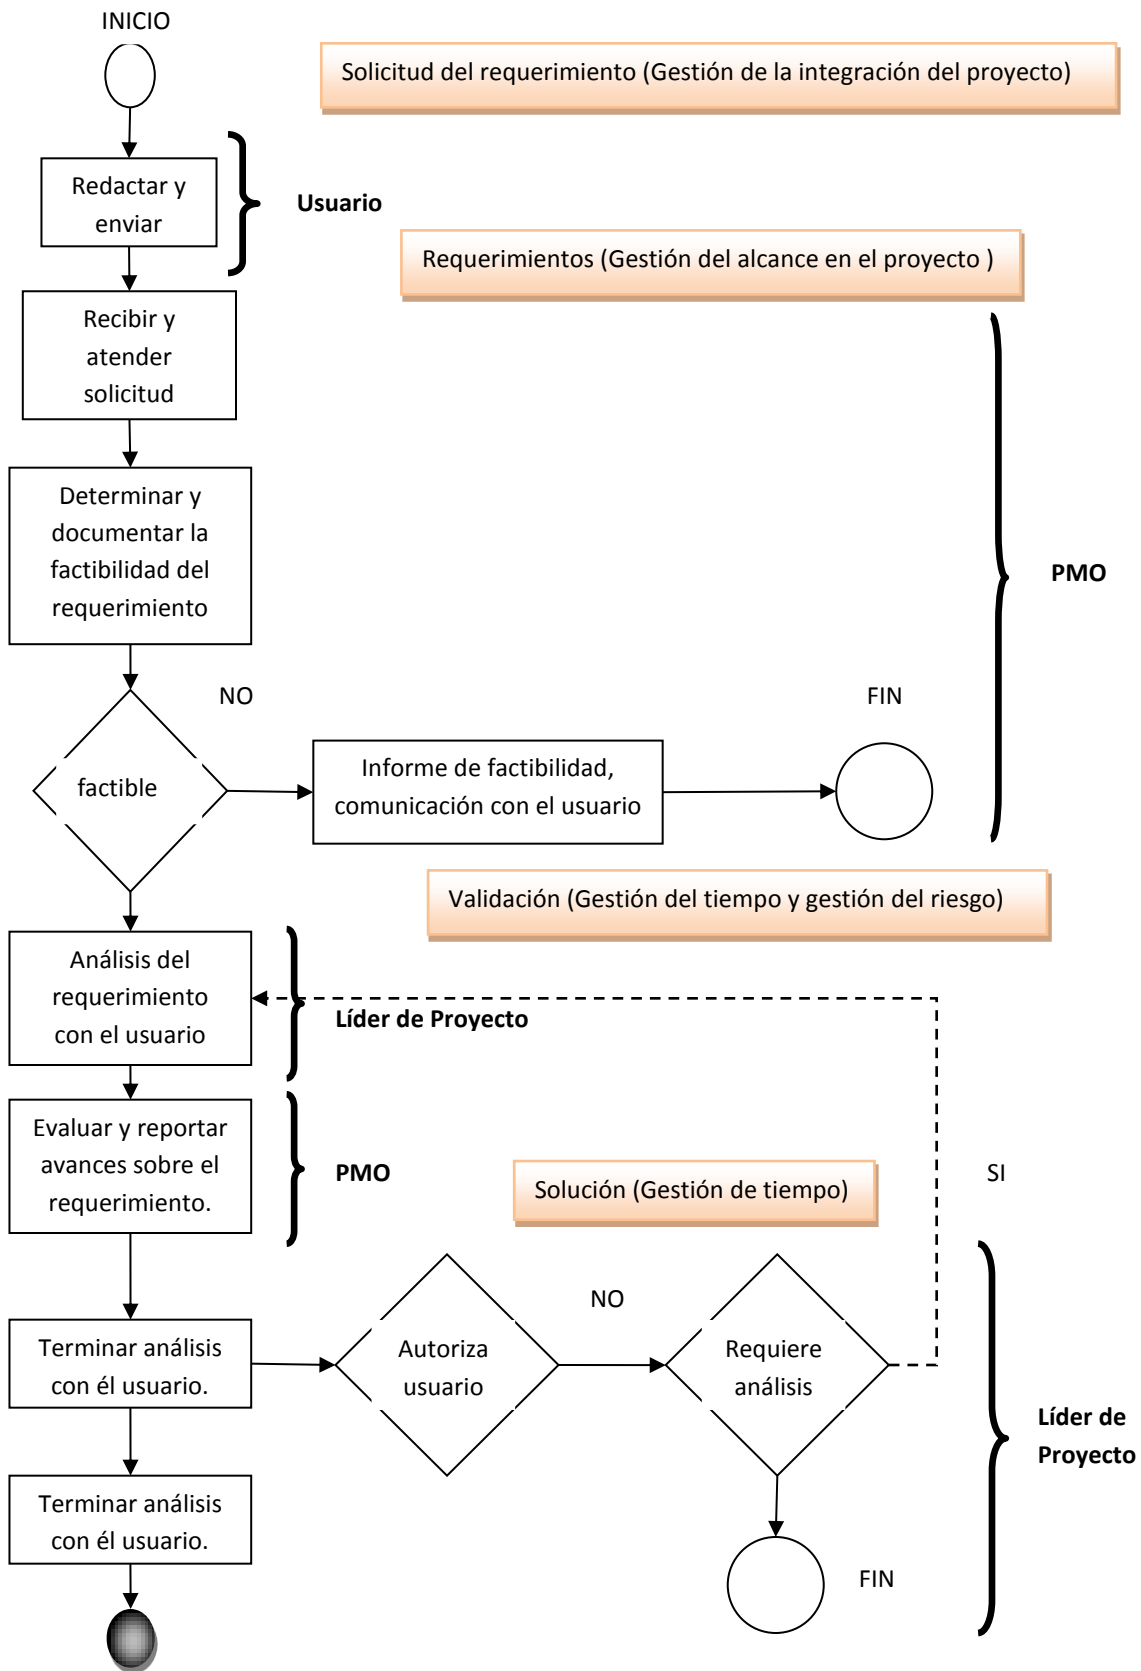 INICIO
Solicitud del requerimiento (Gestión de la integración del proyecto)
Redactar y
enviar
Usuario
Requerimientos (Gestión del alcance en el proyecto )
Recibir y
atender
solicitud
Determinar y
documentar la
factibilidad del
requerimiento
PMO
NO
FIN
factible
Informe de factibilidad,
comunicación con el usuario
Validación (Gestión del tiempo y gestión del riesgo)
Análisis del
requerimiento
con el usuario
Líder de Proyecto
Evaluar y reportar
avances sobre el
requerimiento.
PMO
Solución (Gestión de tiempo)
SI
NO
Terminar análisis
con él usuario.
Autoriza
usuario
Requiere
análisis
Líder de
Proyecto
Terminar análisis
con él usuario.
FIN